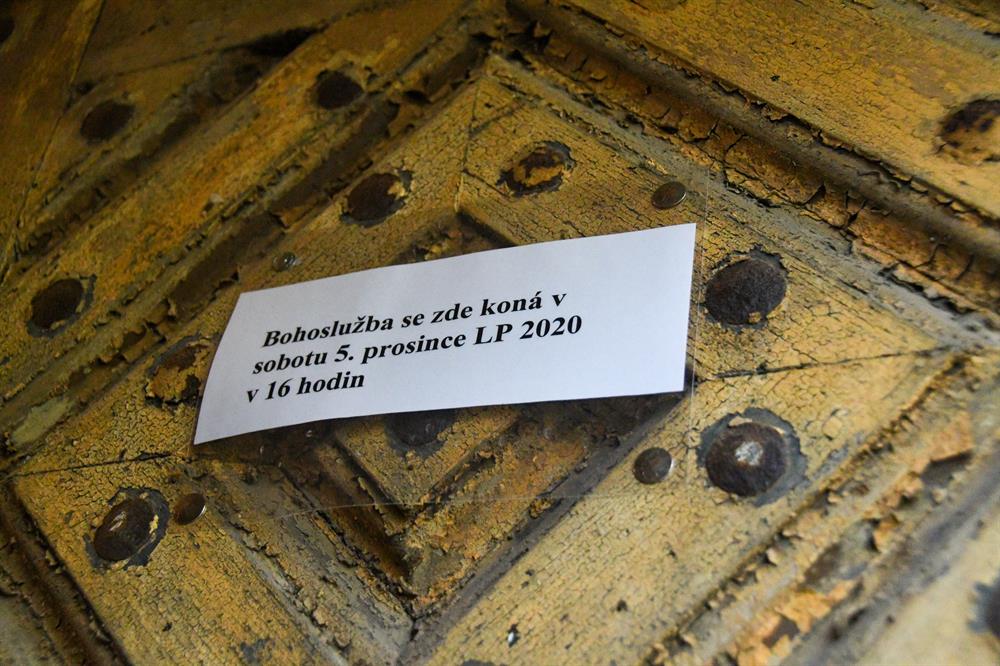 Bohoslužba se zde koná v
sobotu 5. prosince LP 2020
v 16 hodin